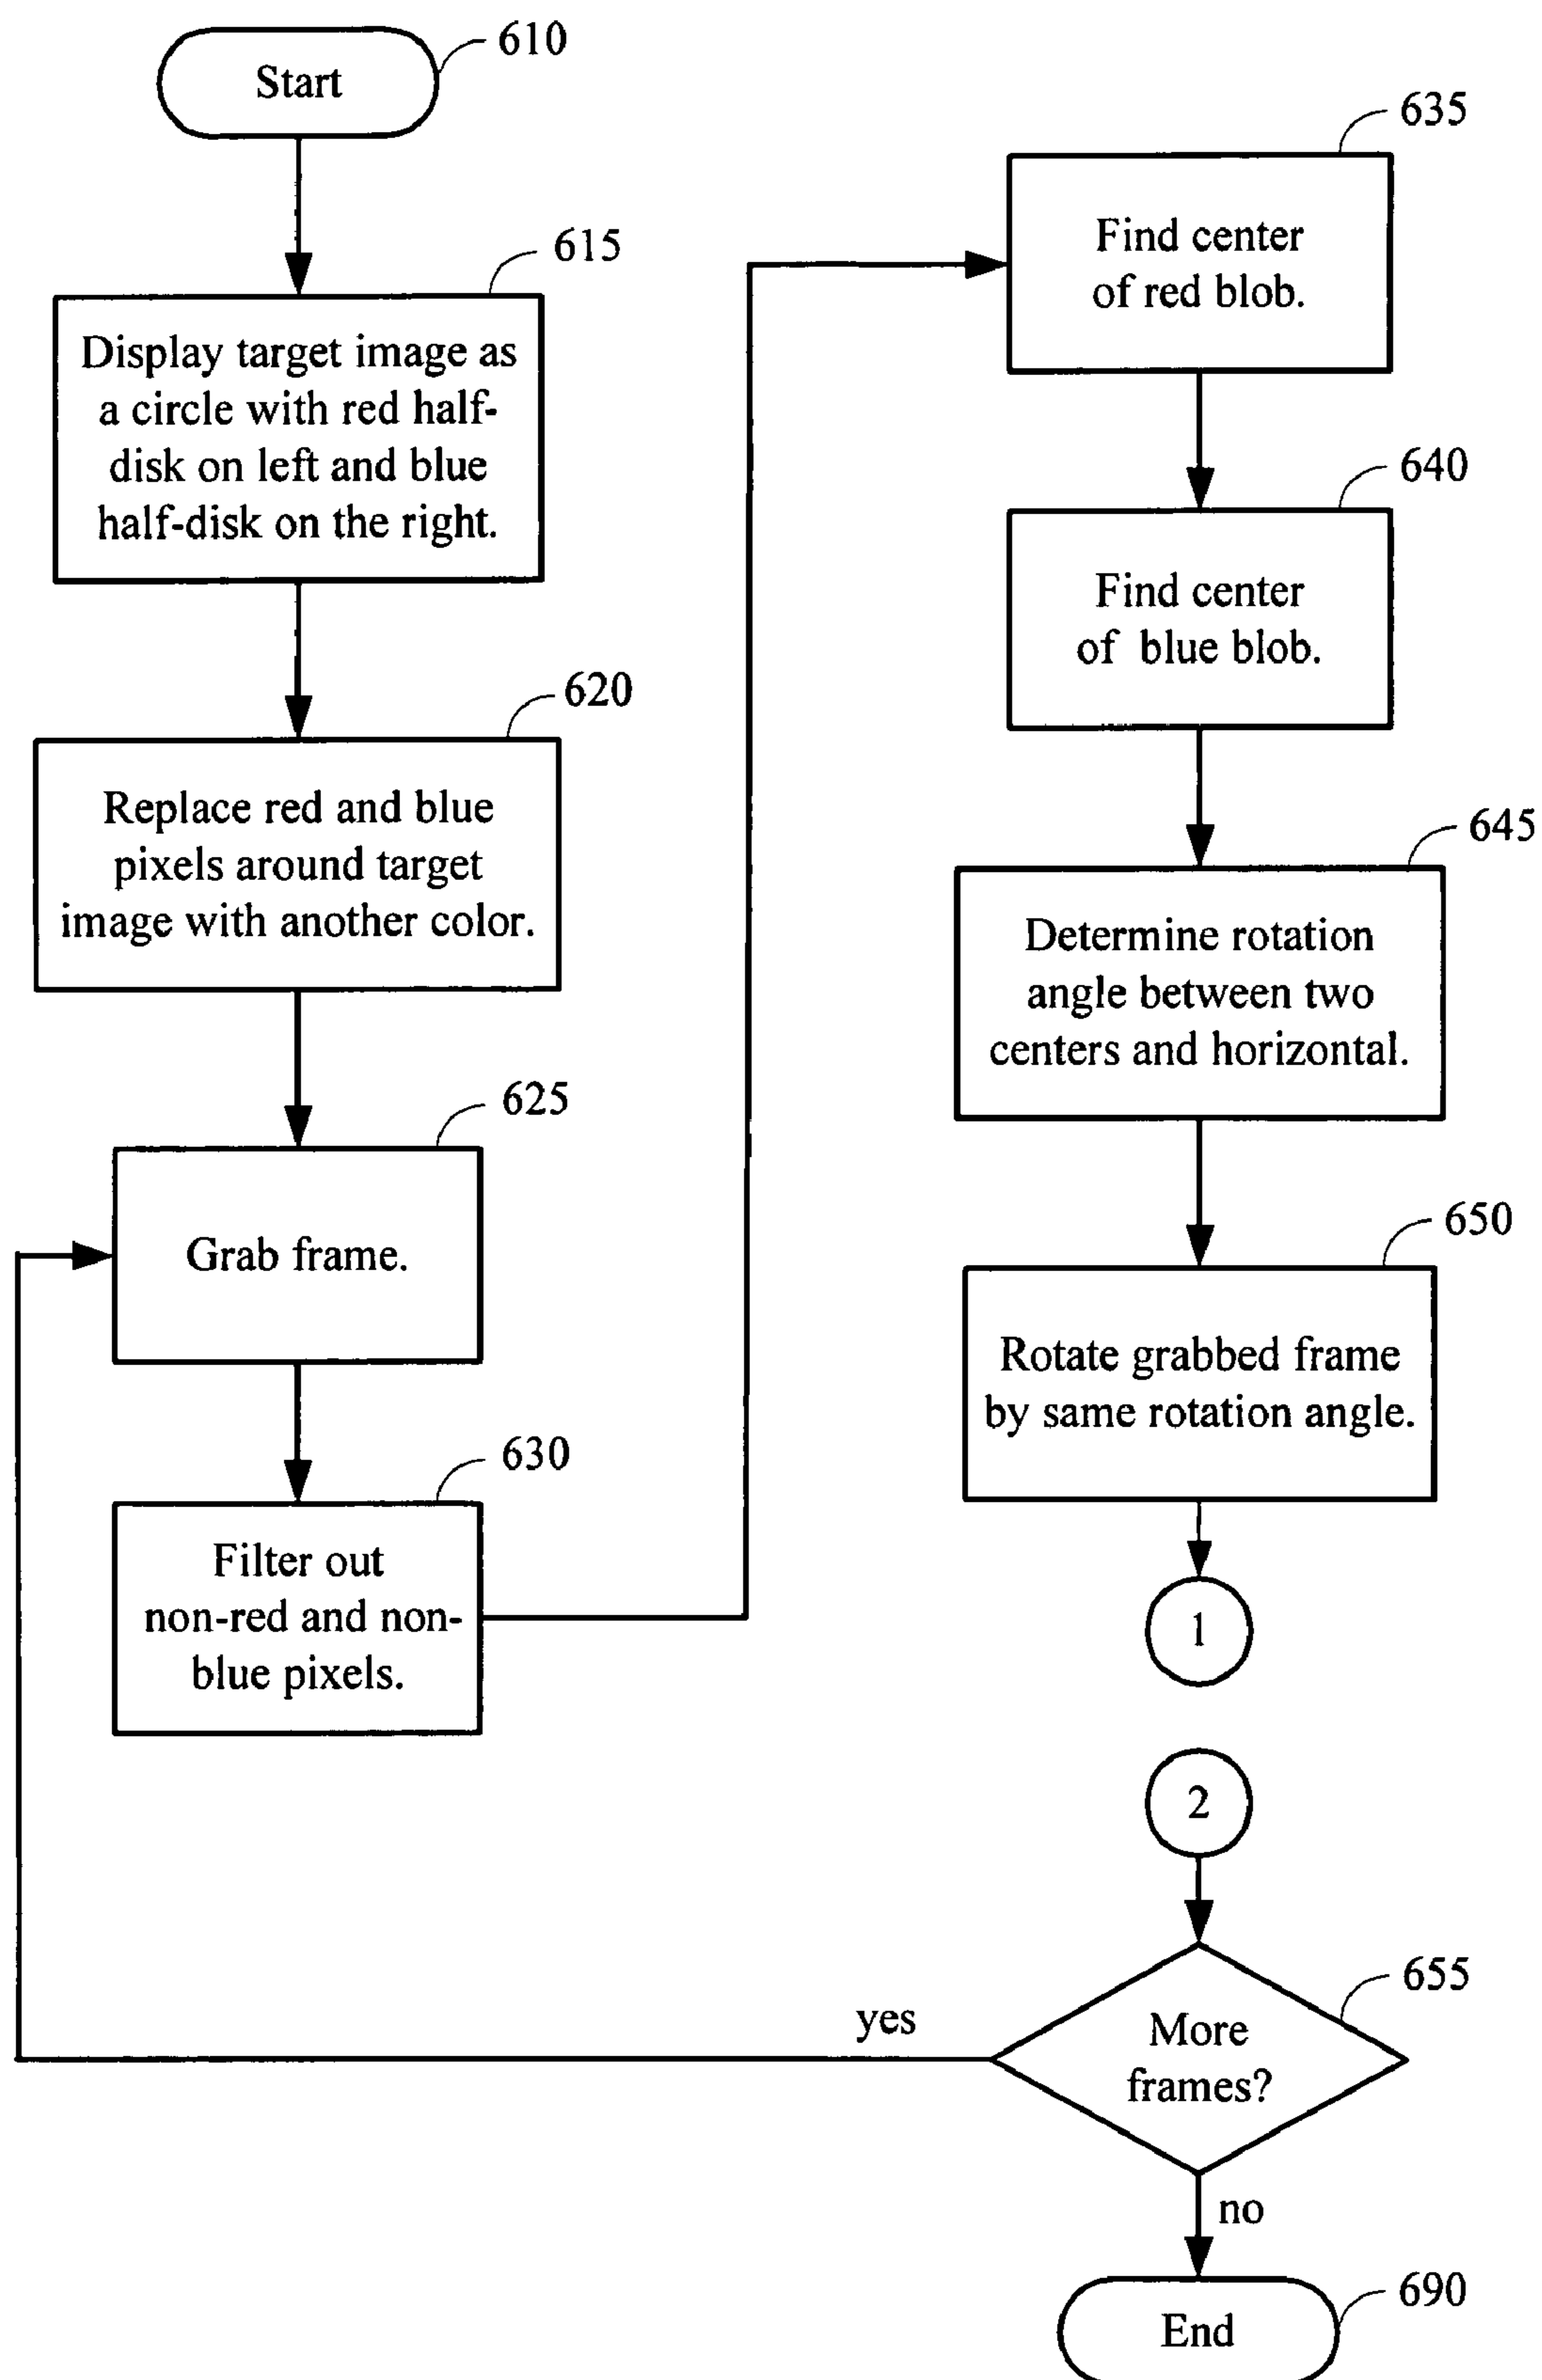 610
Start
615
Display target image as
a circle with red half-
disk on left and blue
half-disk on the right.
620
Replace red and blue
pixels around target
image with another color.
625
Grab frame.
630
Filter out
non-red and non-
blue pixels.
635
Find center
of red blob.
640
Find center
of blue blob.
645
Determine rotation
angle between two
centers and horizontal.
650
Rotate grabbed frame
by same rotation angle.
1
2
655
More
frames?
yes
no
690
End